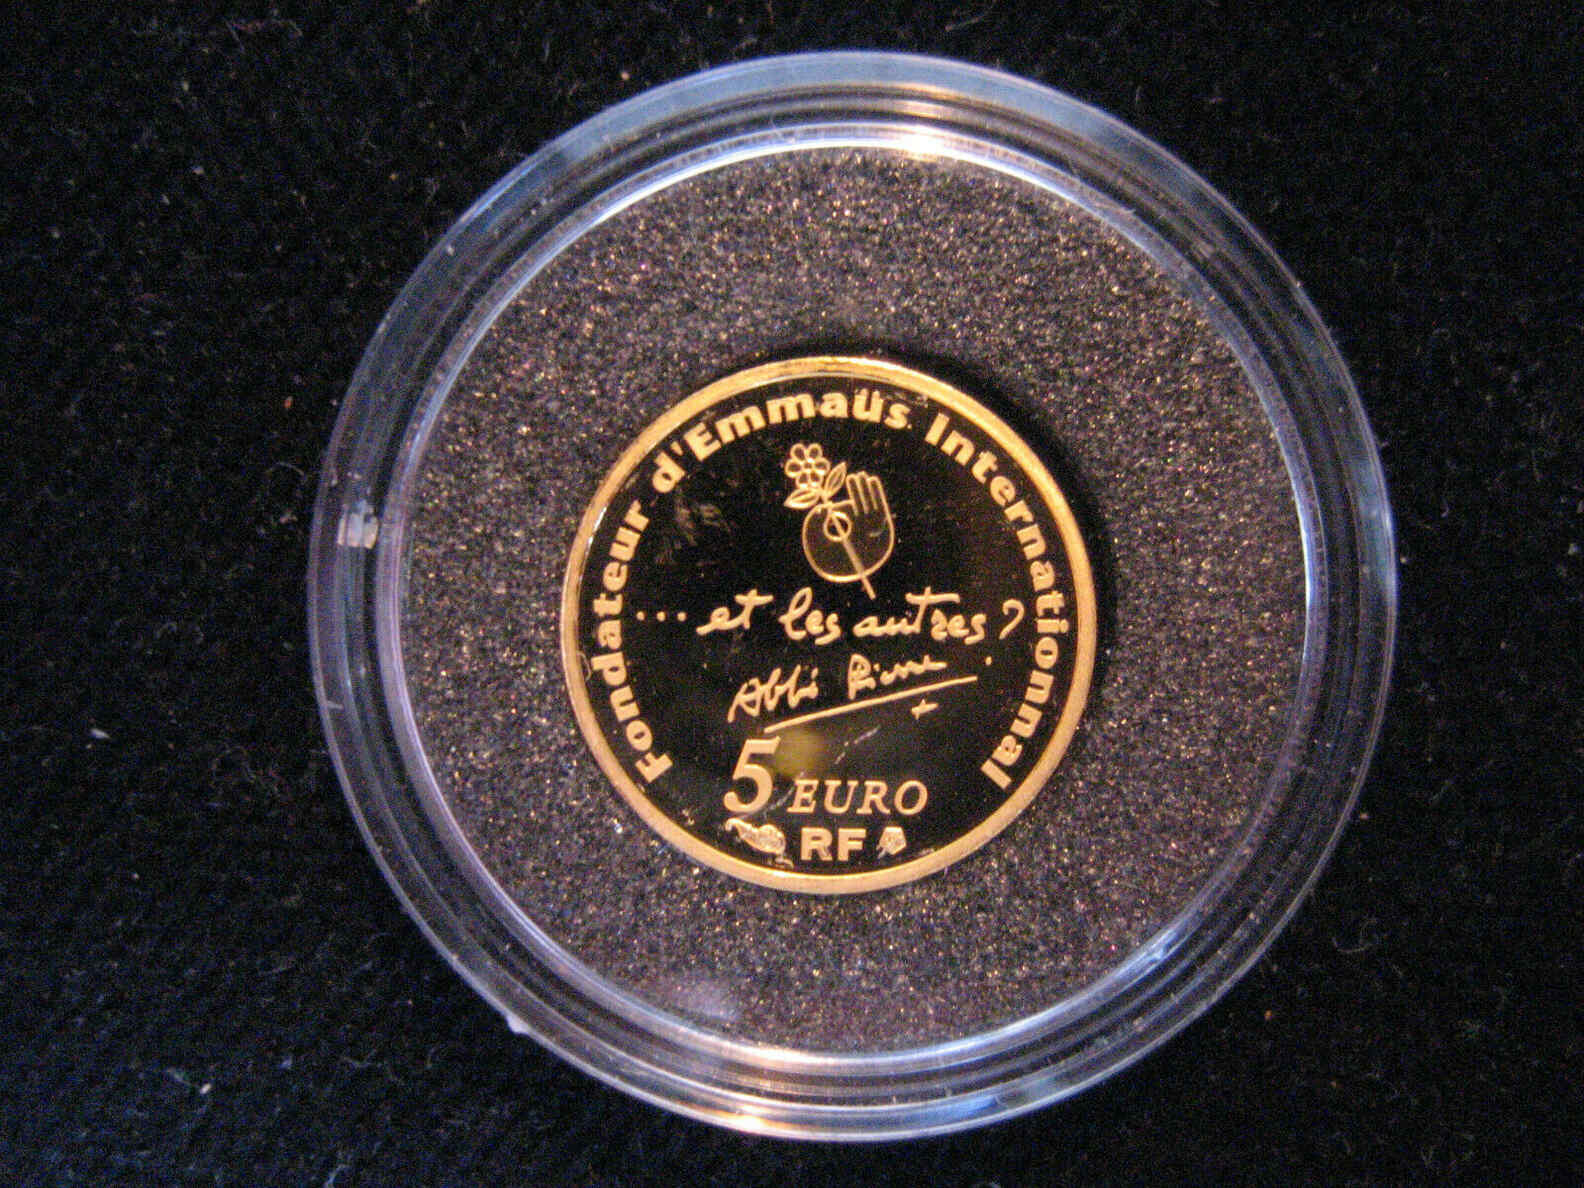 Fondateur d'Emmaüs International
...et les autres ?
Abbé Pierre
5 EURO
RF